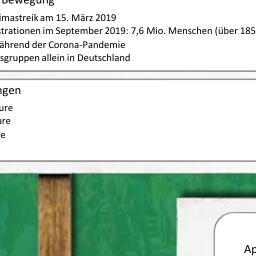 Bewegung
imastreik am 15. März 2019
strationen im September 2019: 7,6 Mio. Menschen (über 185
ährend der Corona-Pandemie
sgruppen allein in Deutschland
ngen
ure
ure
e
Ap